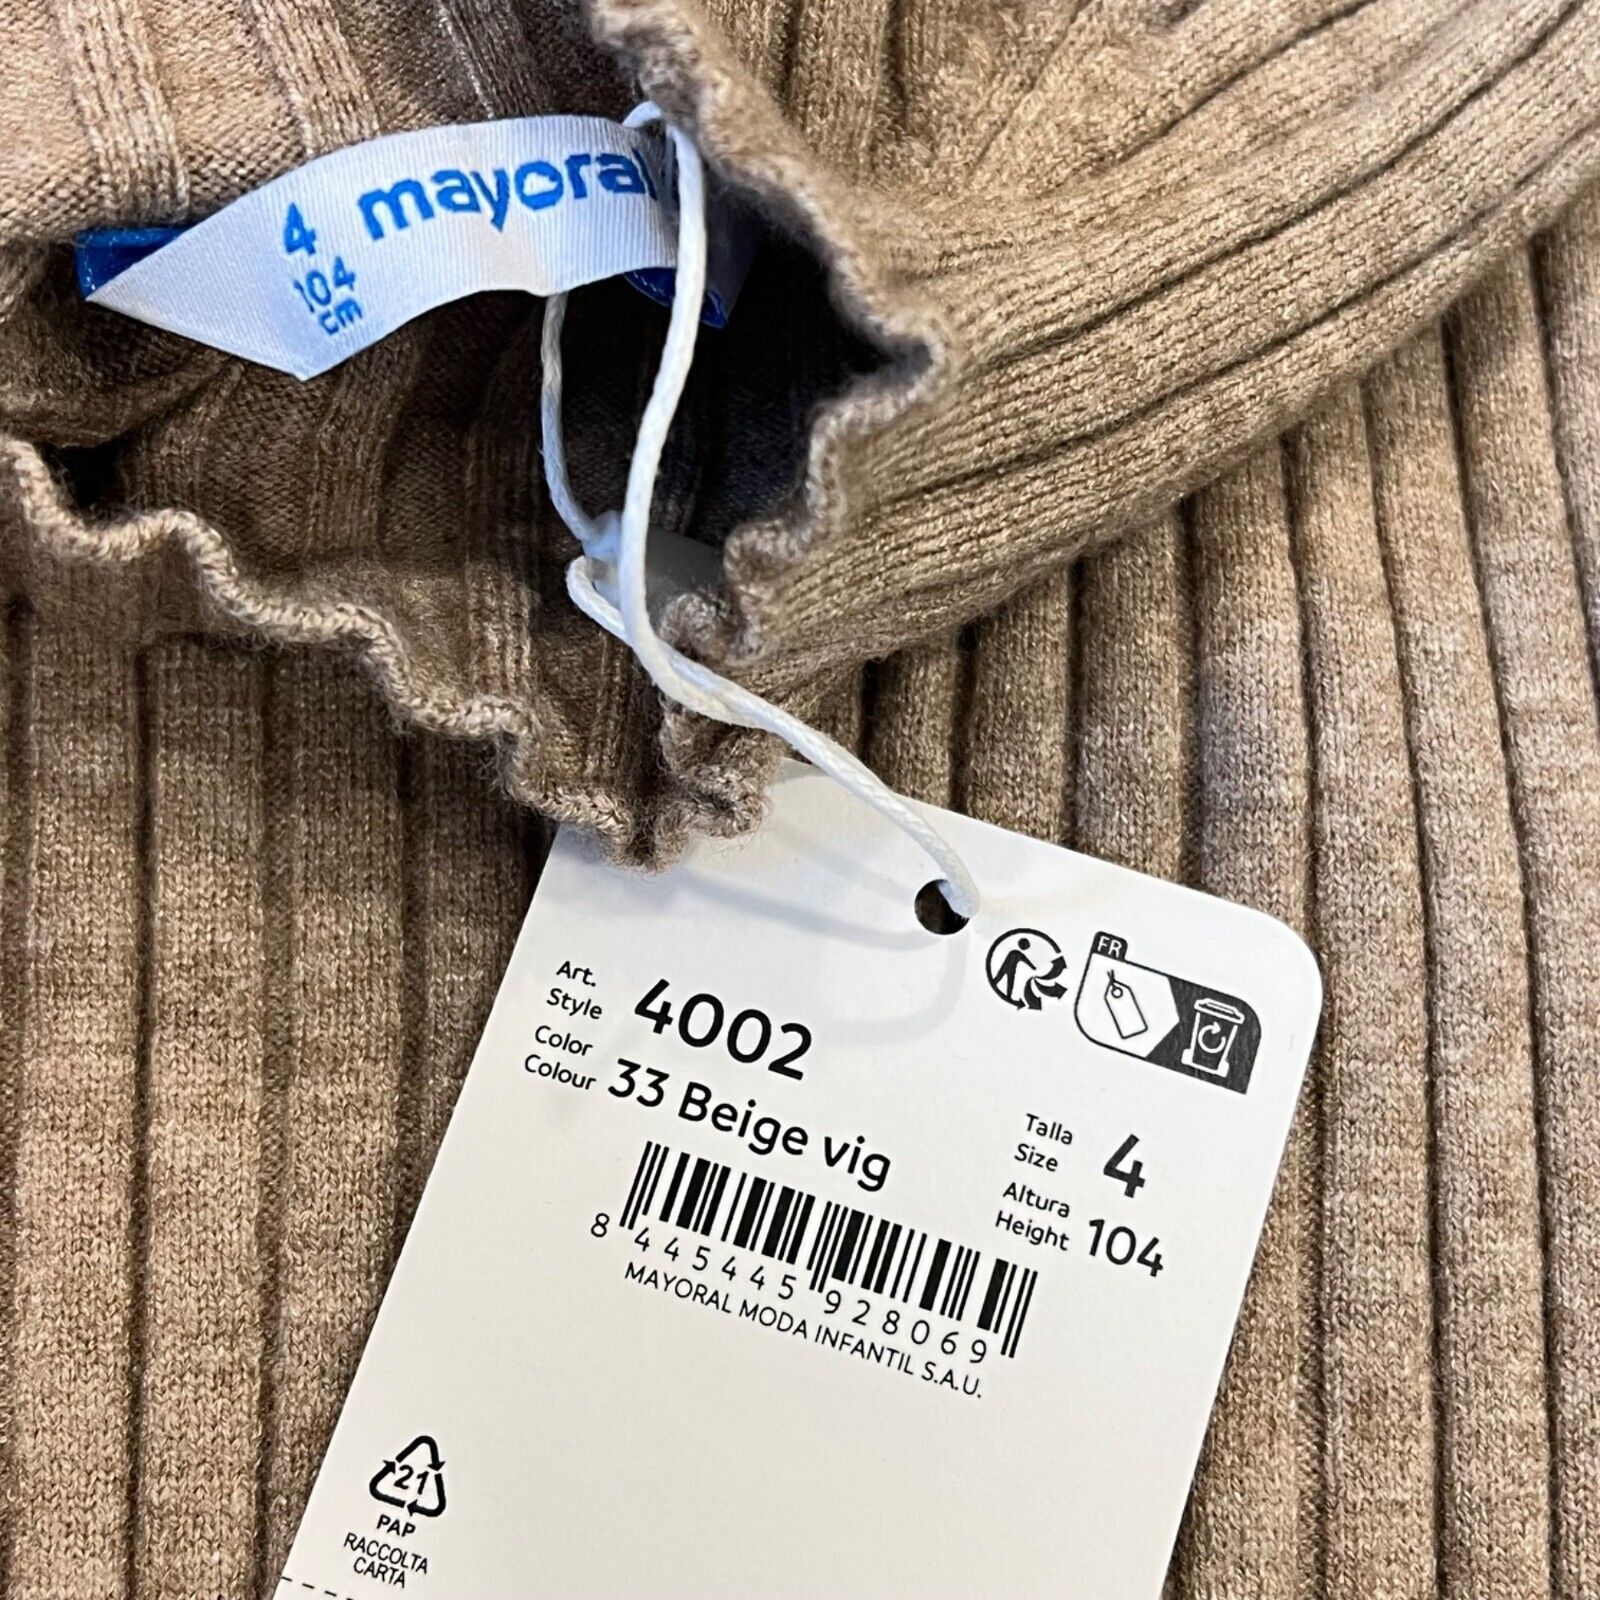 mayoral
4
104
cm
FR
Art.
Style 4002
Color
Colour 33 Beige vig
Talla
Size 4
Altura
Height 104
8 445445 928069
MAYORAL MODA INFANTIL S.A.U.
21
PAP
RACCOLTA
CARTA